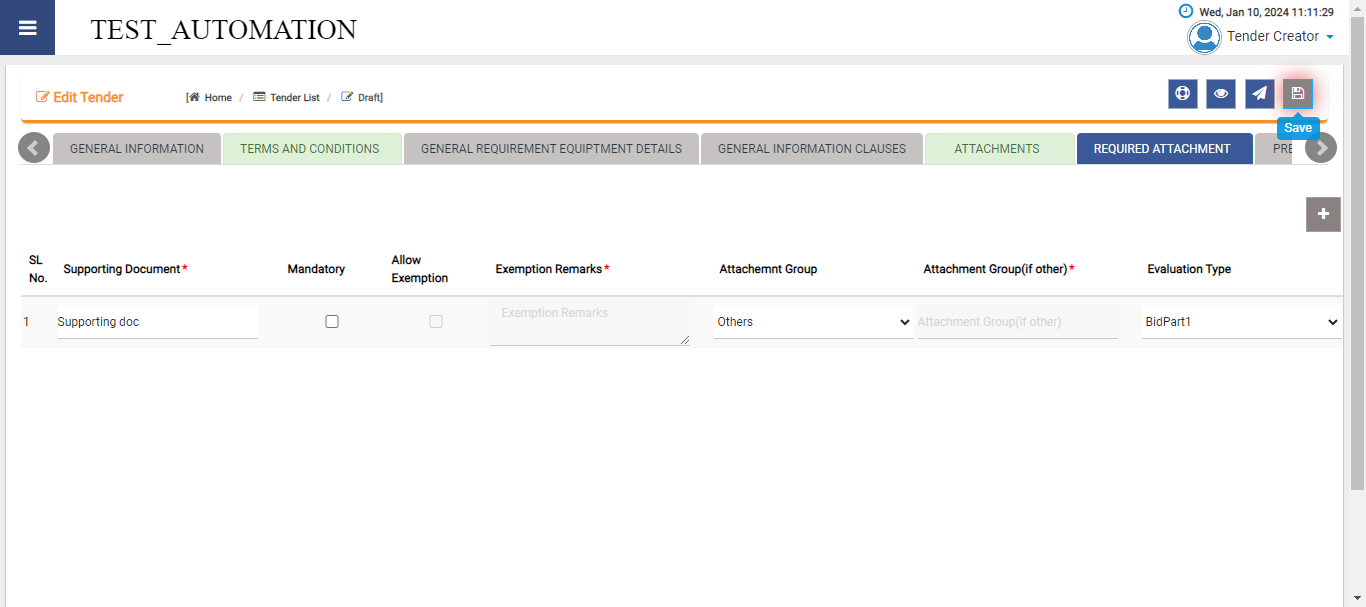 TEST_AUTOMATION
Wed, Jan 10, 2024 11:11:29
Tender Creator
Edit Tender
[ Home / Tender List / Draft]
Save
GENERAL INFORMATION
TERMS AND CONDITIONS
GENERAL REQUIREMENT EQUIPTMENT DETAILS
GENERAL INFORMATION CLAUSES
ATTACHMENTS
REQUIRED ATTACHMENT
PRE
SL No.
Supporting Document*
Mandatory
Allow Exemption
Exemption Remarks*
Attachemnt Group
Attachment Group(if other)*
Evaluation Type
1
Supporting doc
Exemption Remarks
Others
Attachment Group(if other)
BidPart1